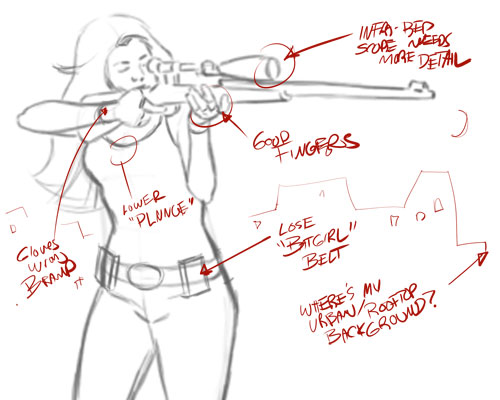 INFRA-RED
SCOPE NEEDS
MORE DETAIL
GOOD
FINGERS
LOWER
"PLUNGE"
GLOVES
WITH
BRAND
LOSE
"BATGIRL"
BELT
WHERE'S MY
URBAN/ROOFTOP
BACKGROUND?